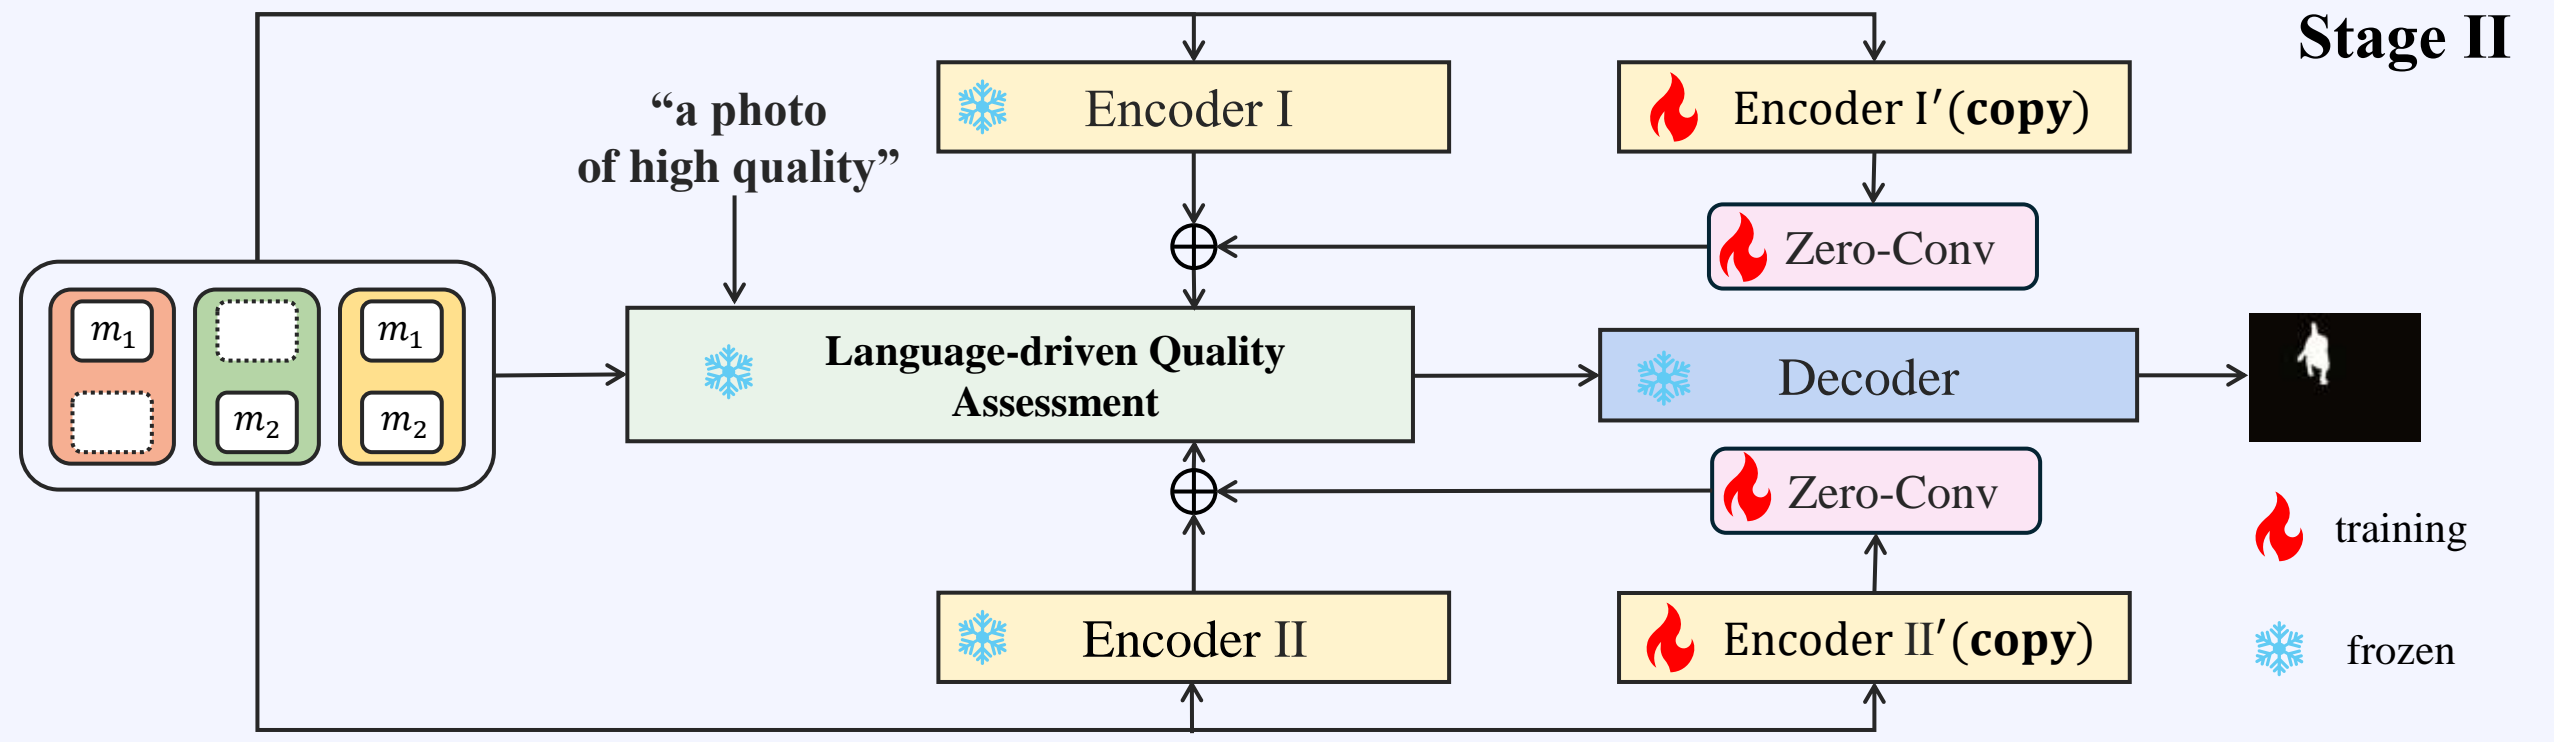 Stage II
Encoder I
Encoder I′(copy)
“a photo
of high quality”
Zero-Conv
m₁
m₁
m₂
m₂
Language-driven Quality
Assessment
Decoder
Zero-Conv
training
Encoder II
Encoder II′(copy)
frozen